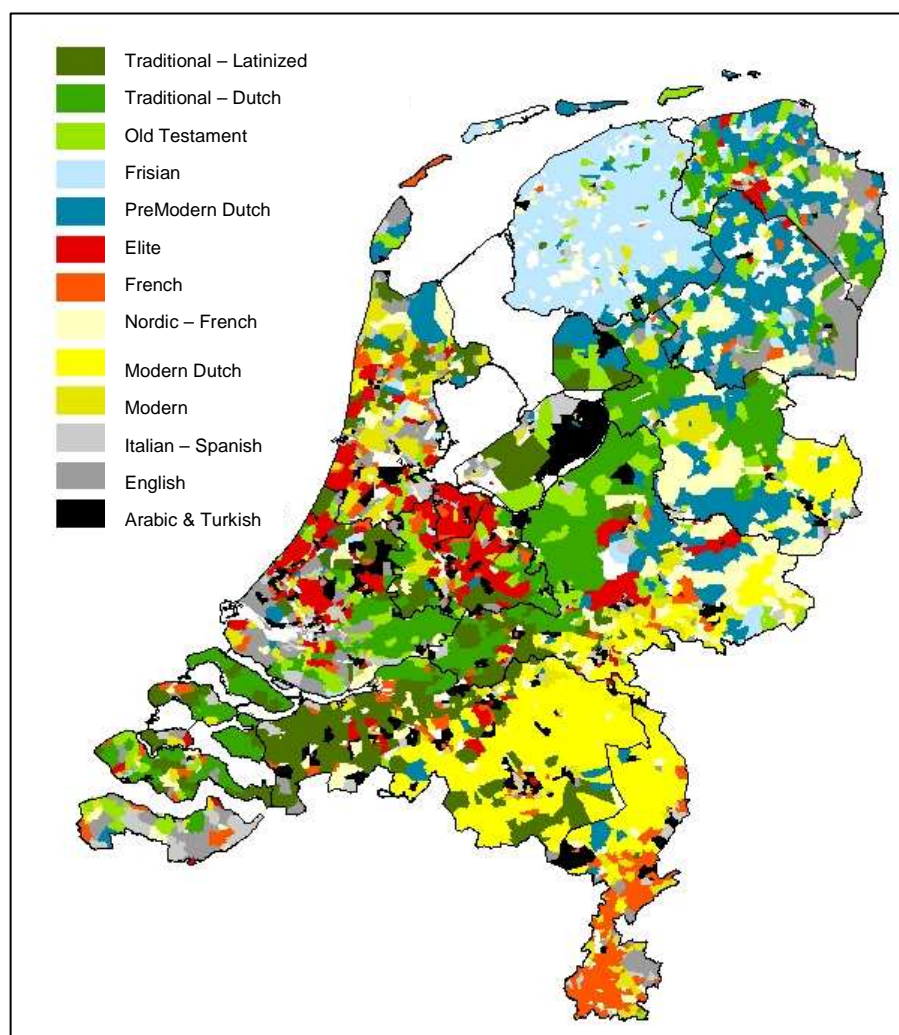 Traditional – Latinized
Traditional – Dutch
Old Testament
Frisian
PreModern Dutch
Elite
French
Nordic – French
Modern Dutch
Modern
Italian – Spanish
English
Arabic & Turkish